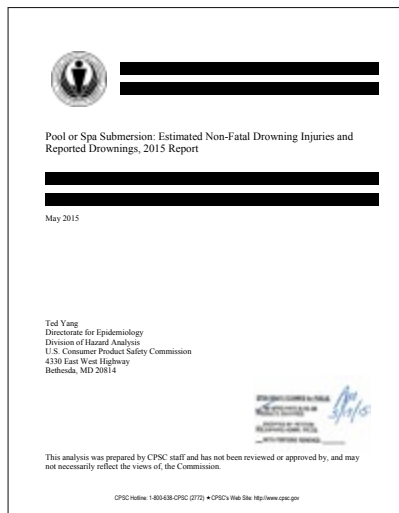 Pool or Spa Submersion: Estimated Non-Fatal Drowning Injuries and
Reported Drownings, 2015 Report
May 2015
Ted Yang
Directorate for Epidemiology
Division of Hazard Analysis
U.S. Consumer Product Safety Commission
4330 East West Highway
Bethesda, MD 20814
This analysis was prepared by CPSC staff and has not been reviewed or approved by, and may
not necessarily reflect the views of, the Commission.
CPSC Hotline: 1-800-638-CPSC (2772) ★ CPSC's Web Site: http://www.cpsc.gov